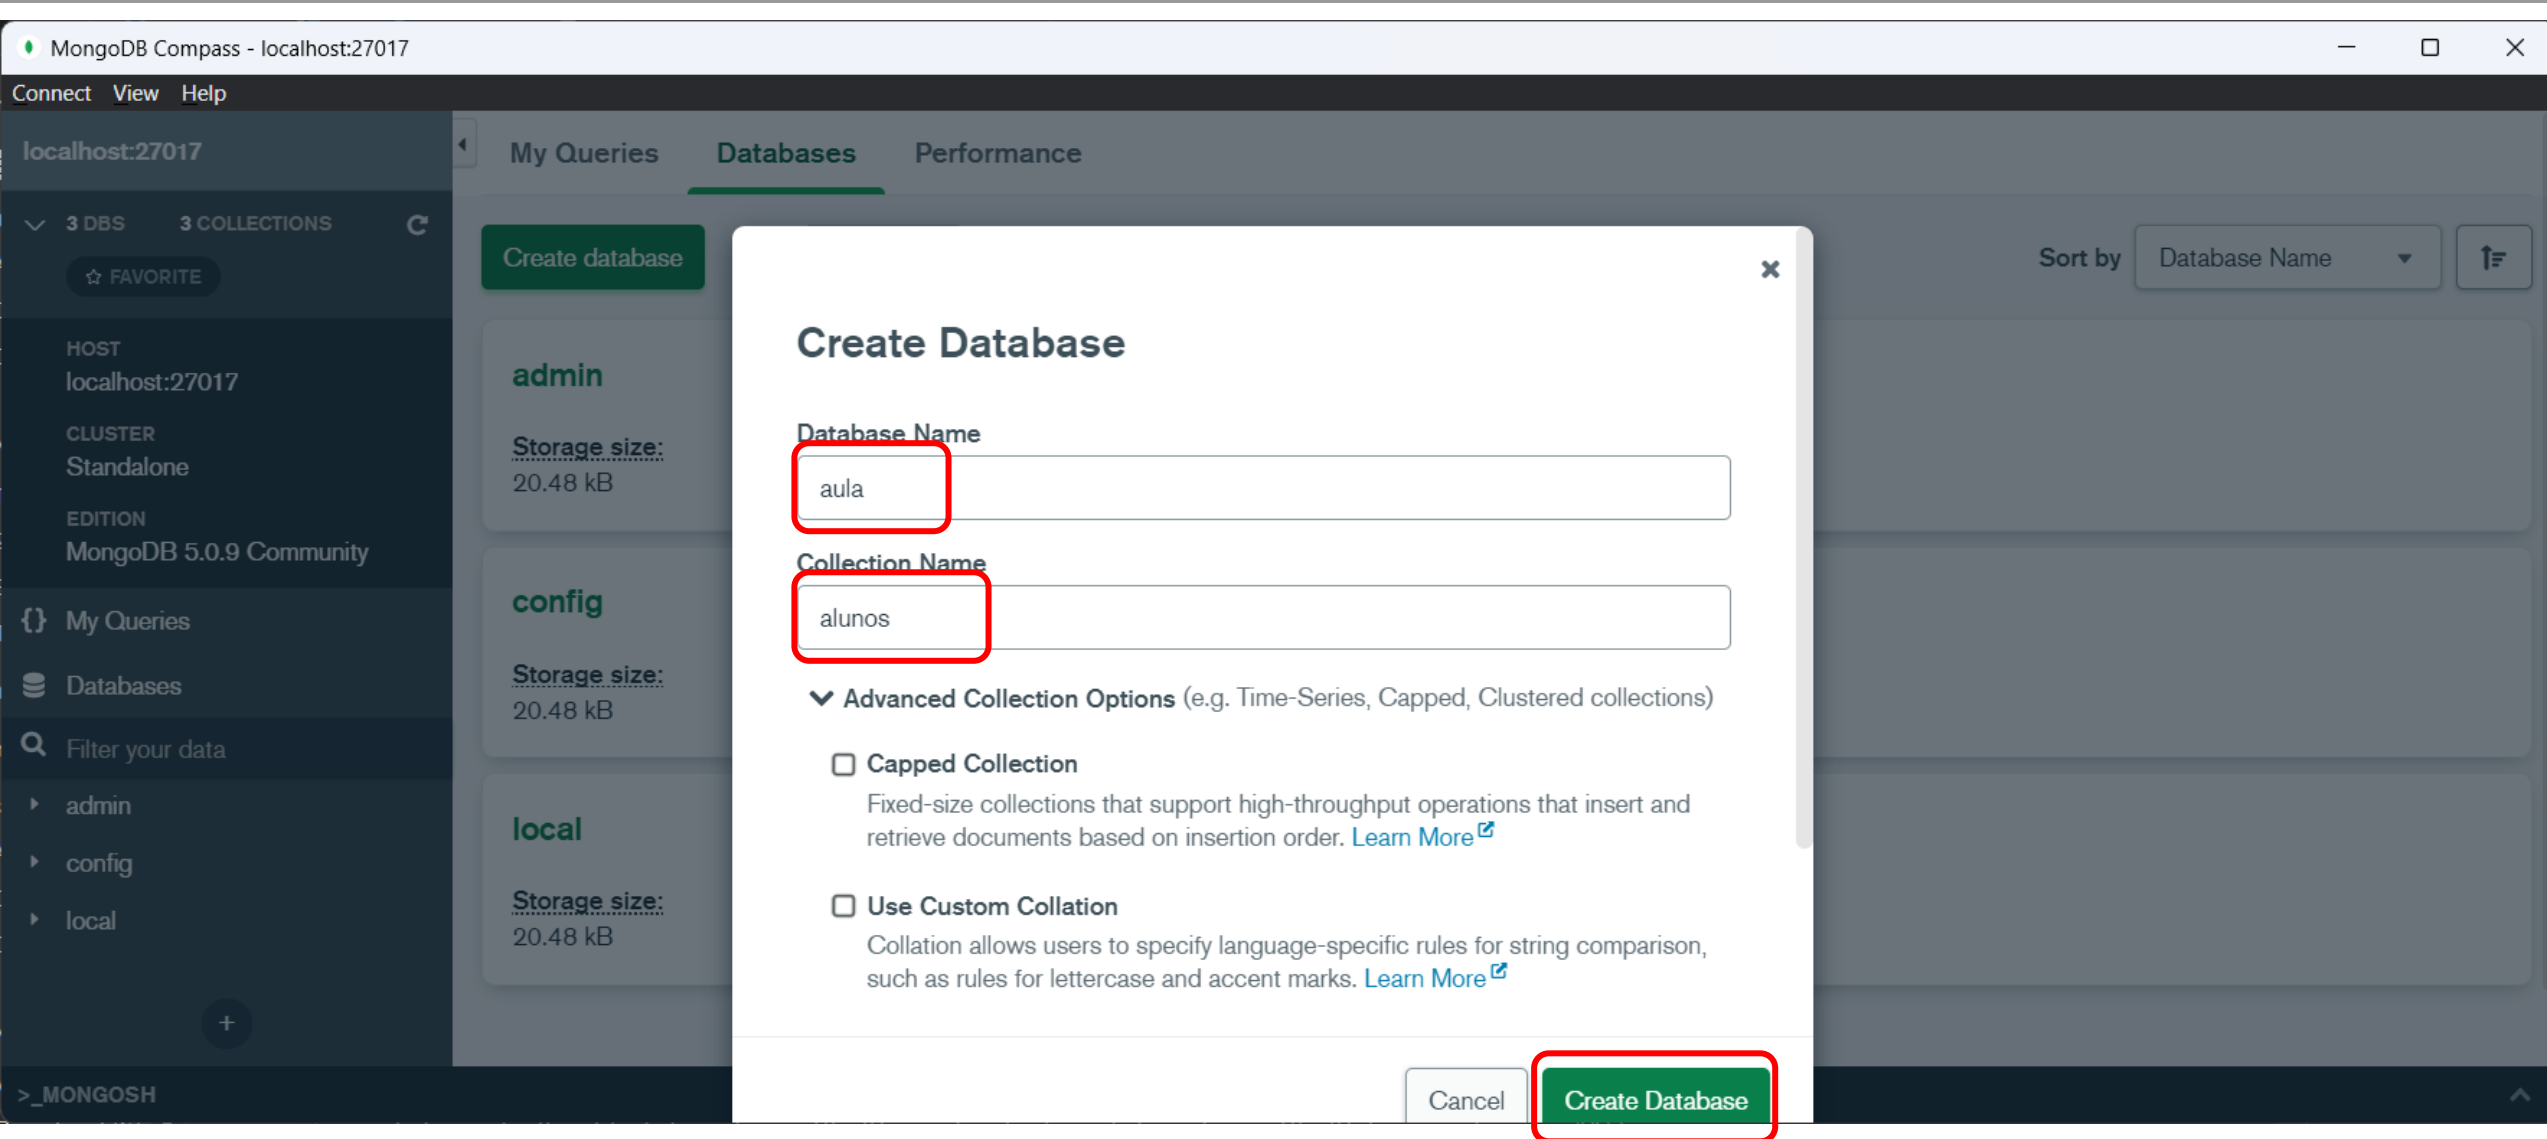 MongoDB Compass - localhost:27017
Connect View Help
localhost:27017
My Queries Databases Performance
3 DBS 3 COLLECTIONS
FAVORITE
Create database
Sort by Database Name
HOST
localhost:27017
CLUSTER
Standalone
EDITION
MongoDB 5.0.9 Community
{} My Queries
Databases
Filter your data
admin
config
local
+
admin
Storage size:
20.48 kB
config
Storage size:
20.48 kB
local
Storage size:
20.48 kB
Create Database
Database Name
aula
Collection Name
alunos
Advanced Collection Options (e.g. Time-Series, Capped, Clustered collections)
Capped Collection
Fixed-size collections that support high-throughput operations that insert and
retrieve documents based on insertion order. Learn More
Use Custom Collation
Collation allows users to specify language-specific rules for string comparison,
such as rules for lettercase and accent marks. Learn More
Cancel Create Database
>_MONGOSH